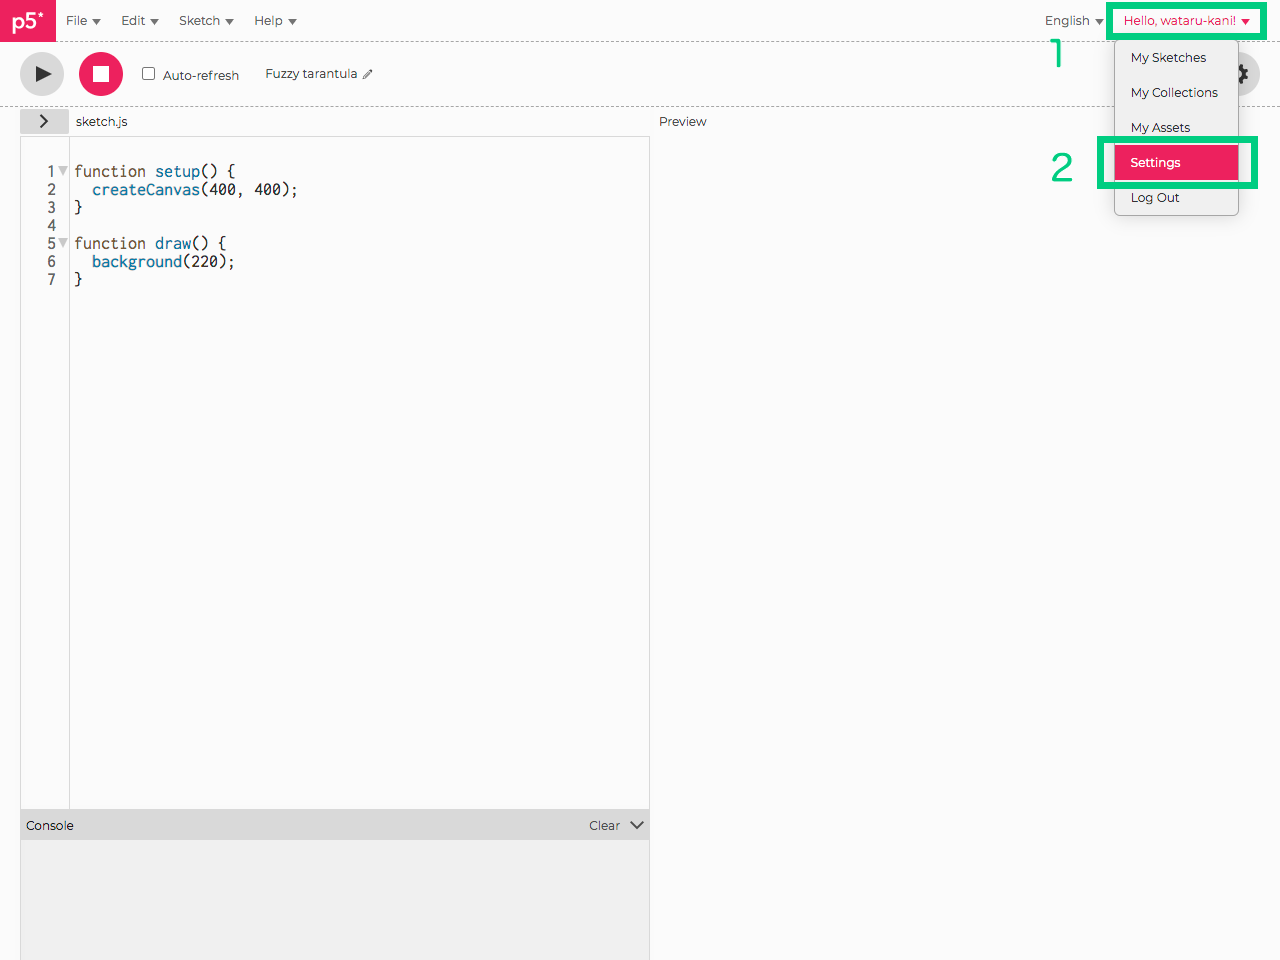 p5*
File
Edit
Sketch
Help
English
Hello, wataru-kani!
1
My Sketches
My Collections
My Assets
2
Settings
Log Out
Auto-refresh
Fuzzy tarantula
sketch.js
Preview
1 function setup() {
2 createCanvas(400, 400);
3 }
4
5 function draw() {
6 background(220);
7 }
Console
Clear